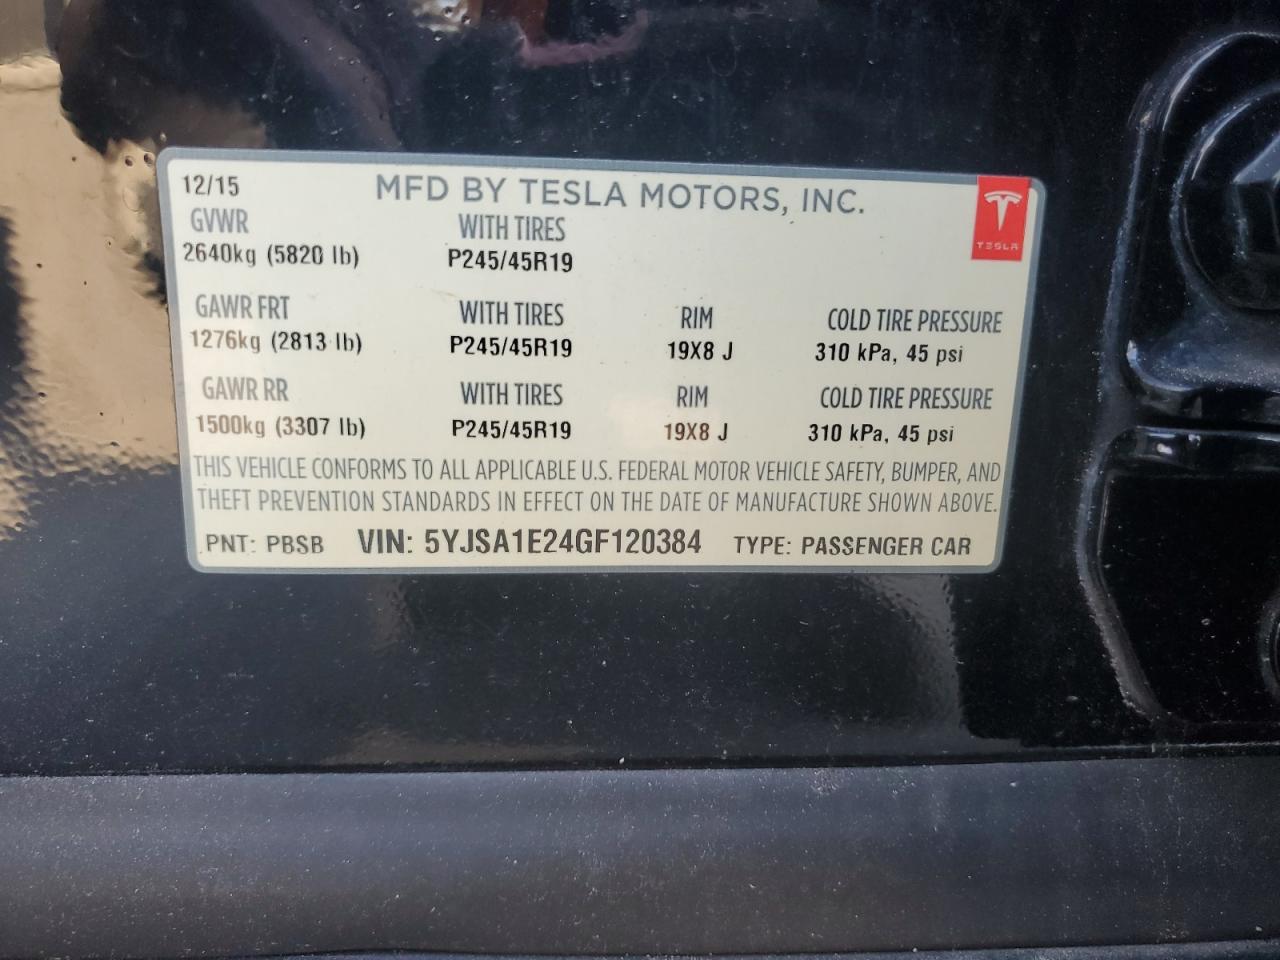 12/15 MFD BY TESLA MOTORS, INC.
TESLA
GVWR WITH TIRES
2640kg (5820 lb) P245/45R19
GAWR FRT WITH TIRES RIM COLD TIRE PRESSURE
1276kg (2813 lb) P245/45R19 19X8 J 310 kPa, 45 psi
GAWR RR WITH TIRES RIM COLD TIRE PRESSURE
1500kg (3307 lb) P245/45R19 19X8 J 310 kPa, 45 psi
THIS VEHICLE CONFORMS TO ALL APPLICABLE U.S. FEDERAL MOTOR VEHICLE SAFETY, BUMPER, AND
THEFT PREVENTION STANDARDS IN EFFECT ON THE DATE OF MANUFACTURE SHOWN ABOVE.
PNT: PBSB VIN: 5YJSA1E24GF120384 TYPE: PASSENGER CAR